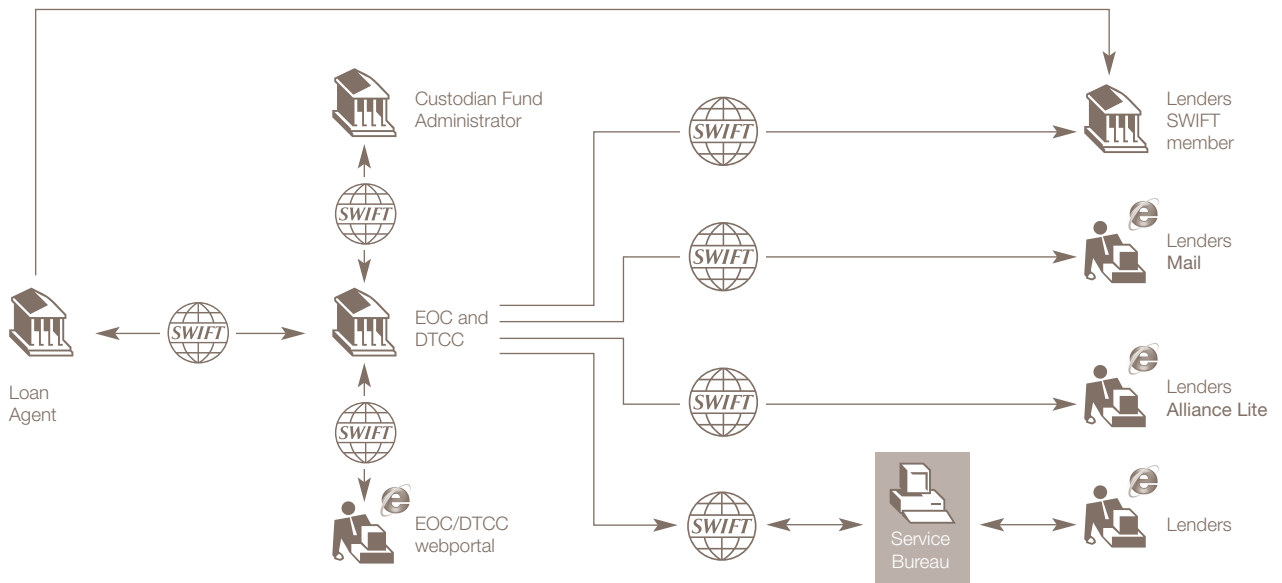 Custodian Fund
Administrator
SWIFT
Lenders
SWIFT
member
SWIFT
SWIFT
Lenders
Mail
Loan
Agent
SWIFT
EOC and
DTCC
SWIFT
Lenders
Alliance Lite
SWIFT
EOC/DTCC
webportal
SWIFT
Service
Bureau
Lenders